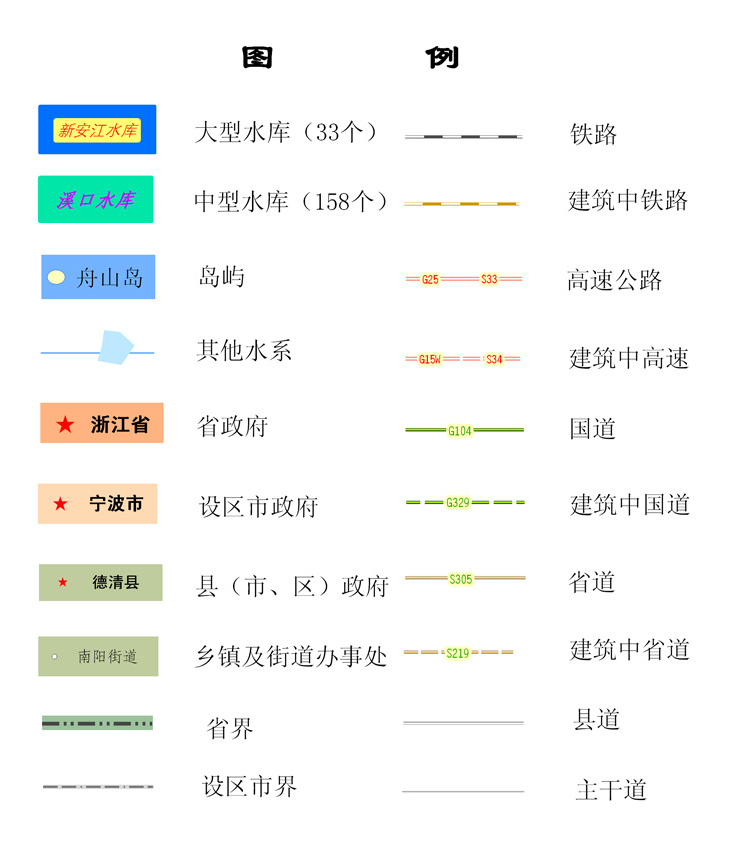 图 例
新安江水库 大型水库（33个） 铁路
溪口水库 中型水库（158个） 建筑中铁路
舟山岛 岛屿 G25 S33 高速公路
其他水系 G15W S34 建筑中高速
浙江省 省政府 G104 国道
宁波市 设区市政府 G329 建筑中国道
德清县 县（市、区）政府 S305 省道
南阳街道 乡镇及街道办事处 S219 建筑中省道
省界 县道
设区市界 主干道